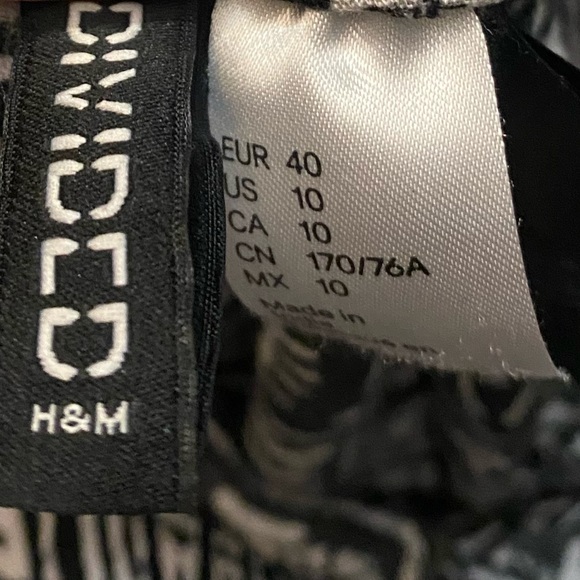 DIVIDED
H&M
EUR 40
US 10
CA 10
CN 170/76A
MX 10
Made in